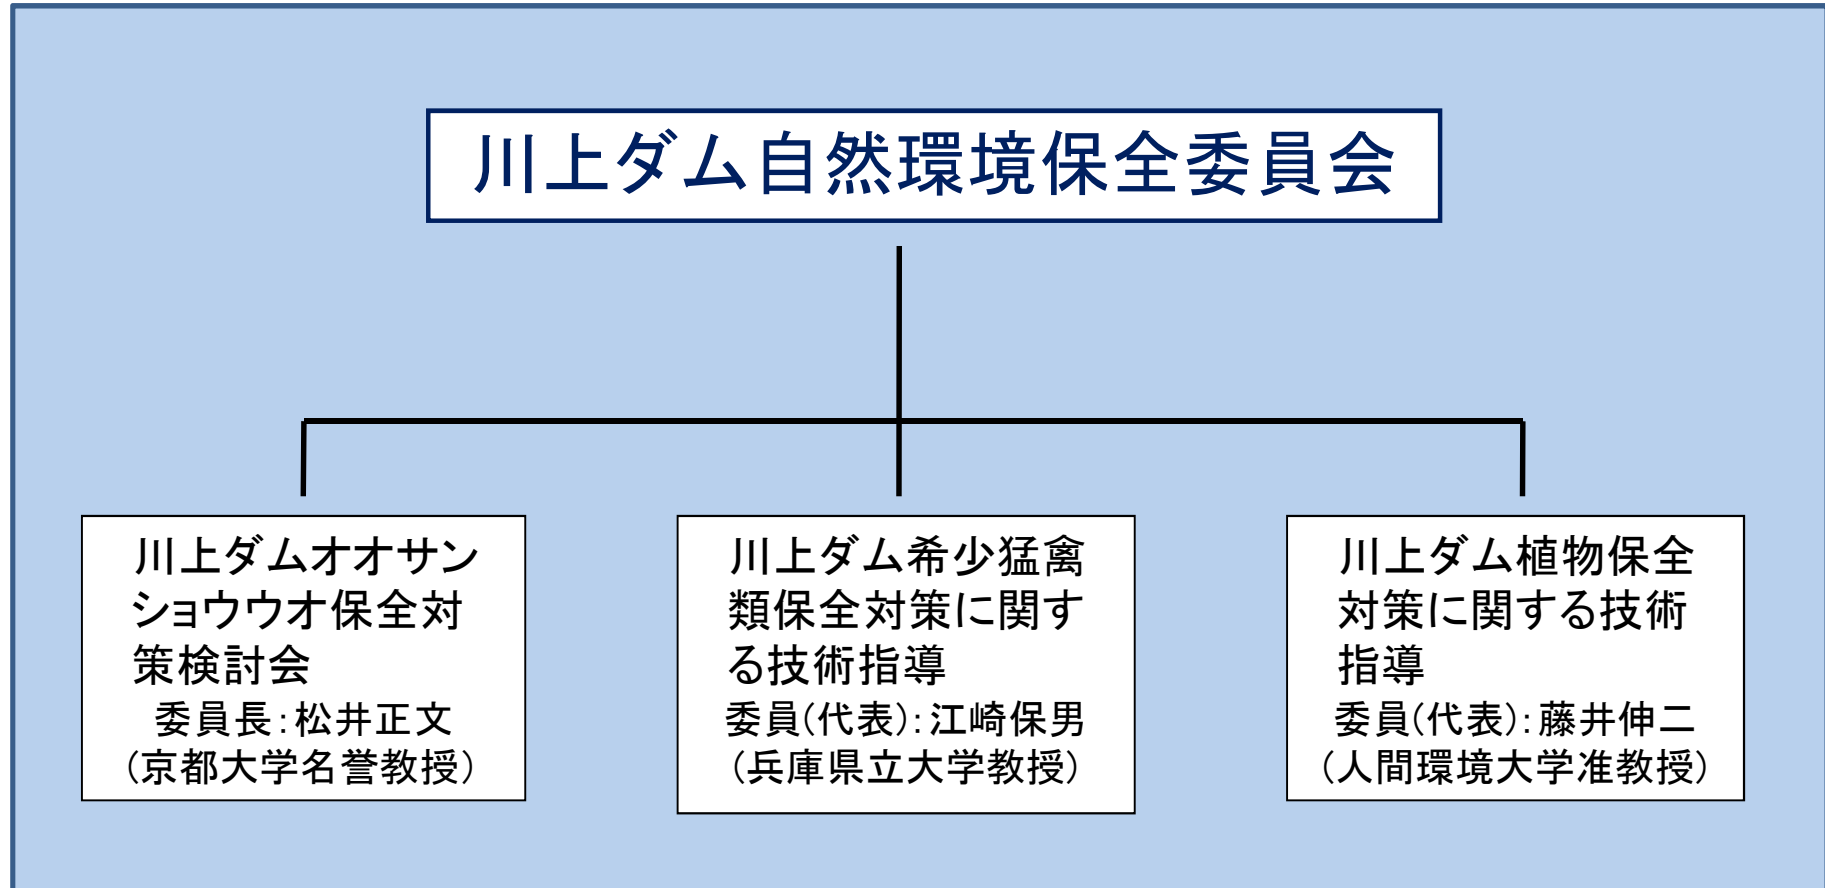 川上ダム自然環境保全委員会
川上ダムオオサン
ショウウオ保全対
策検討会
委員長：松井正文
（京都大学名誉教授）
川上ダム希少猛禽
類保全対策に関す
る技術指導
委員(代表)：江崎保男
（兵庫県立大学教授）
川上ダム植物保全
対策に関する技術
指導
委員(代表)：藤井伸二
（人間環境大学准教授）